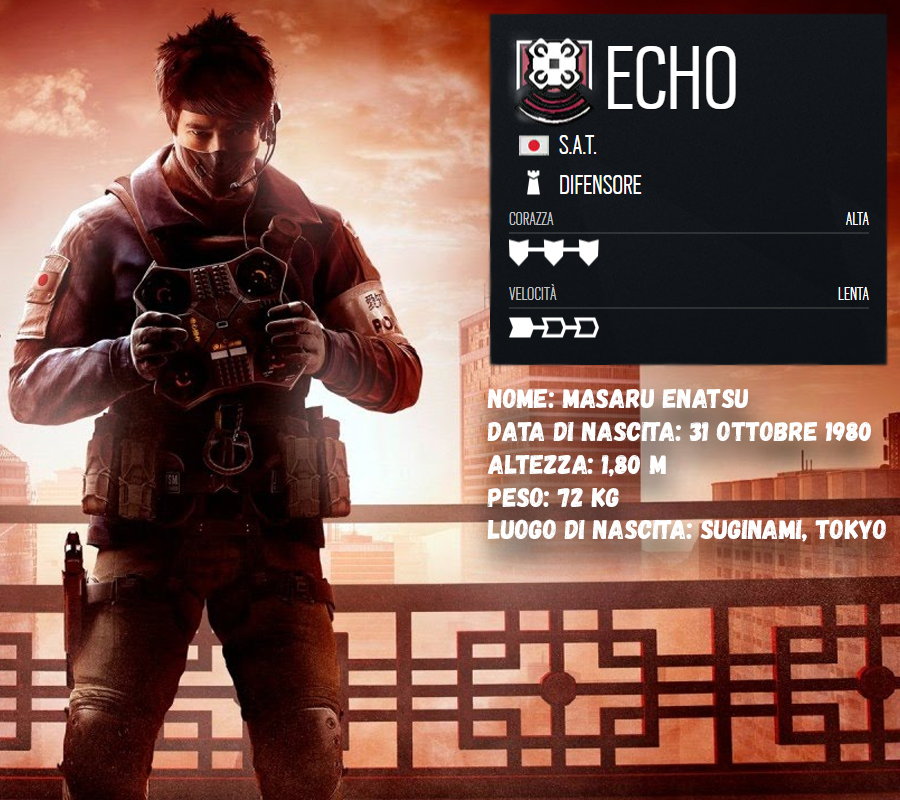 ECHO
S.A.T.
DIFENSORE
CORAZZA ALTA
VELOCITÀ LENTA
NOME: MASARU ENATSU
DATA DI NASCITA: 31 OTTOBRE 1980
ALTEZZA: 1,80 M
PESO: 72 KG
LUOGO DI NASCITA: SUGINAMI, TOKYO